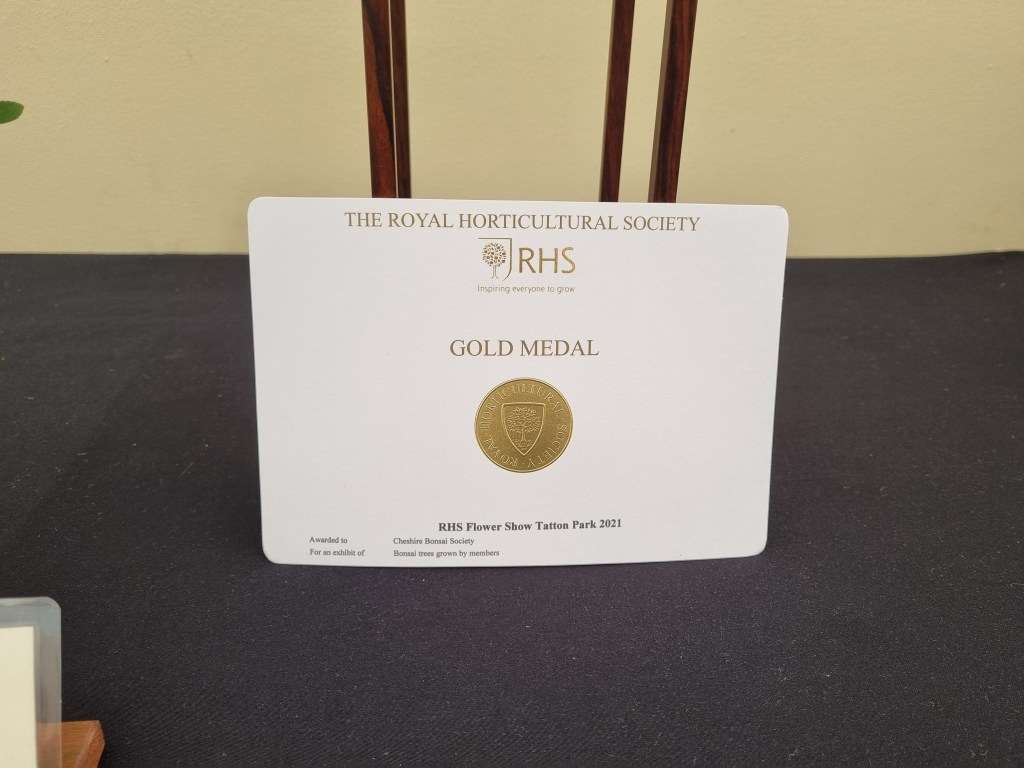 THE ROYAL HORTICULTURAL SOCIETY
RHS
Inspiring everyone to grow
GOLD MEDAL
ROYAL HORTICULTURAL SOCIETY
RHS Flower Show Tatton Park 2021
Awarded to Cheshire Bonsai Society
For an exhibit of Bonsai trees grown by members